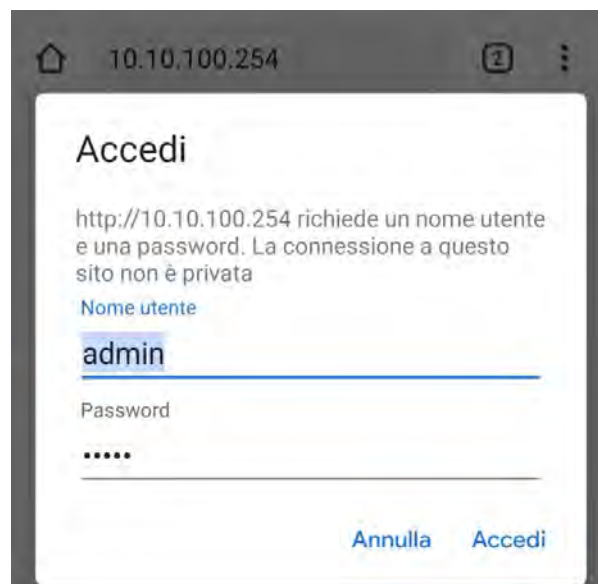 10.10.100.254
2
Accedi
http://10.10.100.254 richiede un nome utente
e una password. La connessione a questo
sito non è privata
Nome utente
admin
Password
•••••
Annulla
Accedi